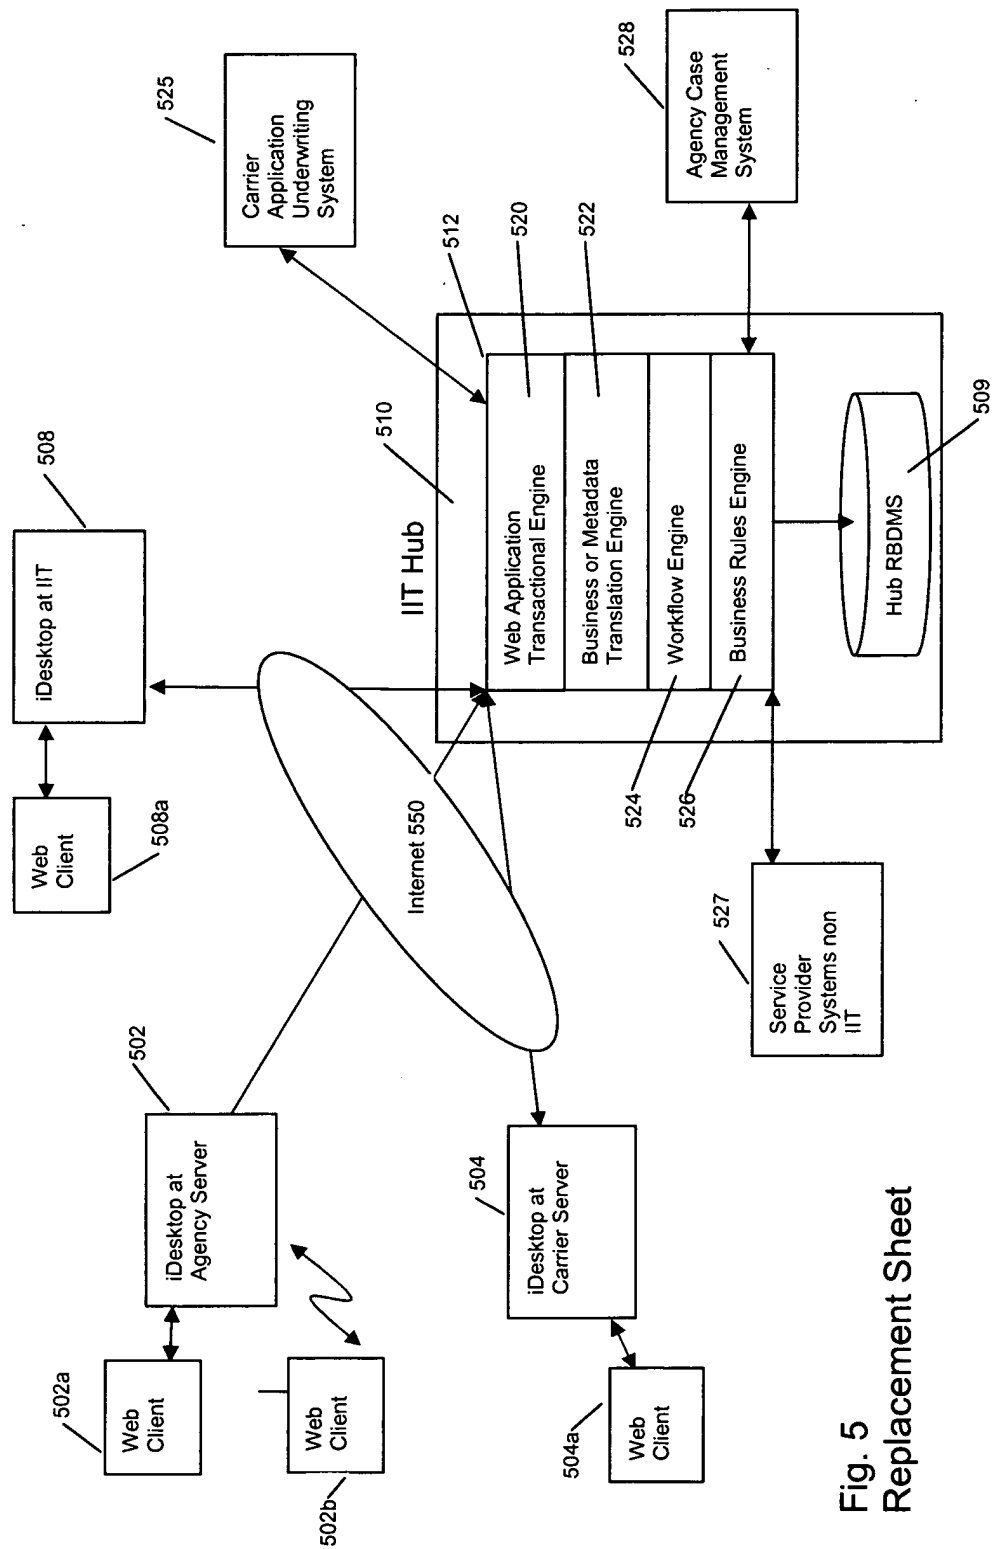 Web
Client
508a
iDesktop at IIT
508
Carrier
Application
Underwriting
System
525
502a
Web
Client
iDesktop at
Agency Server
502
Web
Client
502b
Internet 550
504a
Web
Client
iDesktop at
Carrier Server
504
IIT Hub
510
512
Web Application
Transactional Engine
520
Business or Metadata
Translation Engine
522
Workflow Engine
524
Business Rules Engine
526
Hub RBDMS
509
Agency Case
Management
System
528
Service
Provider
Systems non
IIT
527
Fig. 5
Replacement Sheet